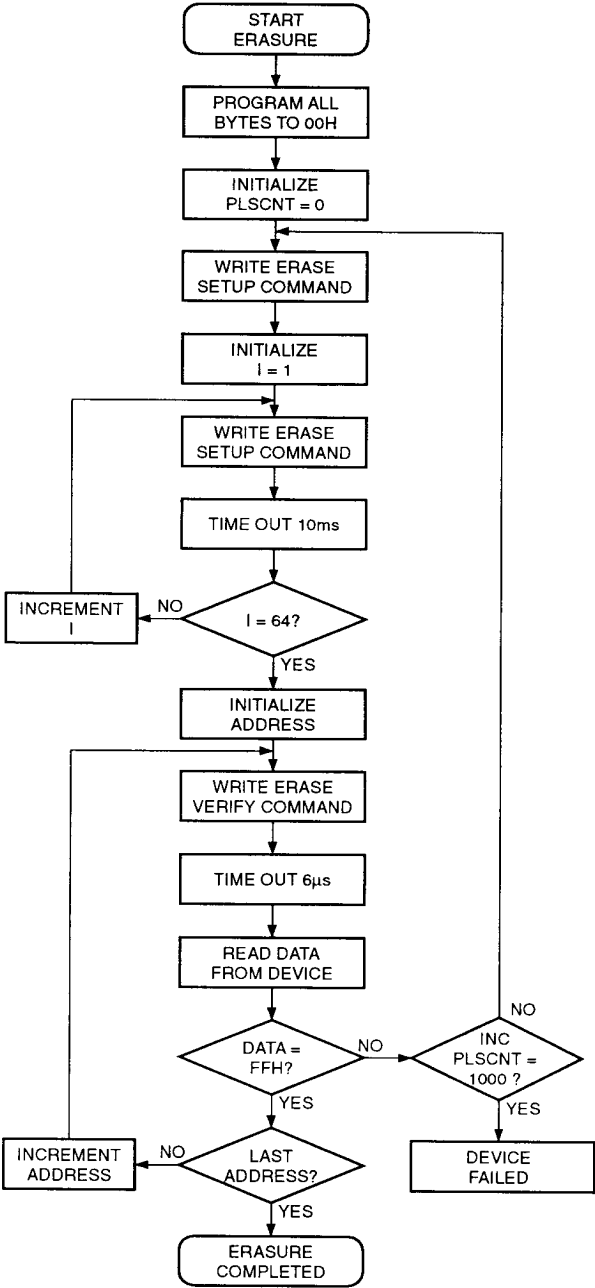 START
ERASURE
PROGRAM ALL
BYTES TO 00H
INITIALIZE
PLSCNT = 0
WRITE ERASE
SETUP COMMAND
INITIALIZE
I = 1
WRITE ERASE
SETUP COMMAND
TIME OUT 10ms
INCREMENT
I
NO
I = 64?
YES
INITIALIZE
ADDRESS
WRITE ERASE
VERIFY COMMAND
TIME OUT 6µs
READ DATA
FROM DEVICE
DATA =
FFH?
NO
YES
INC
PLSCNT =
1000 ?
NO
YES
DEVICE
FAILED
INCREMENT
ADDRESS
NO
LAST
ADDRESS?
YES
ERASURE
COMPLETED